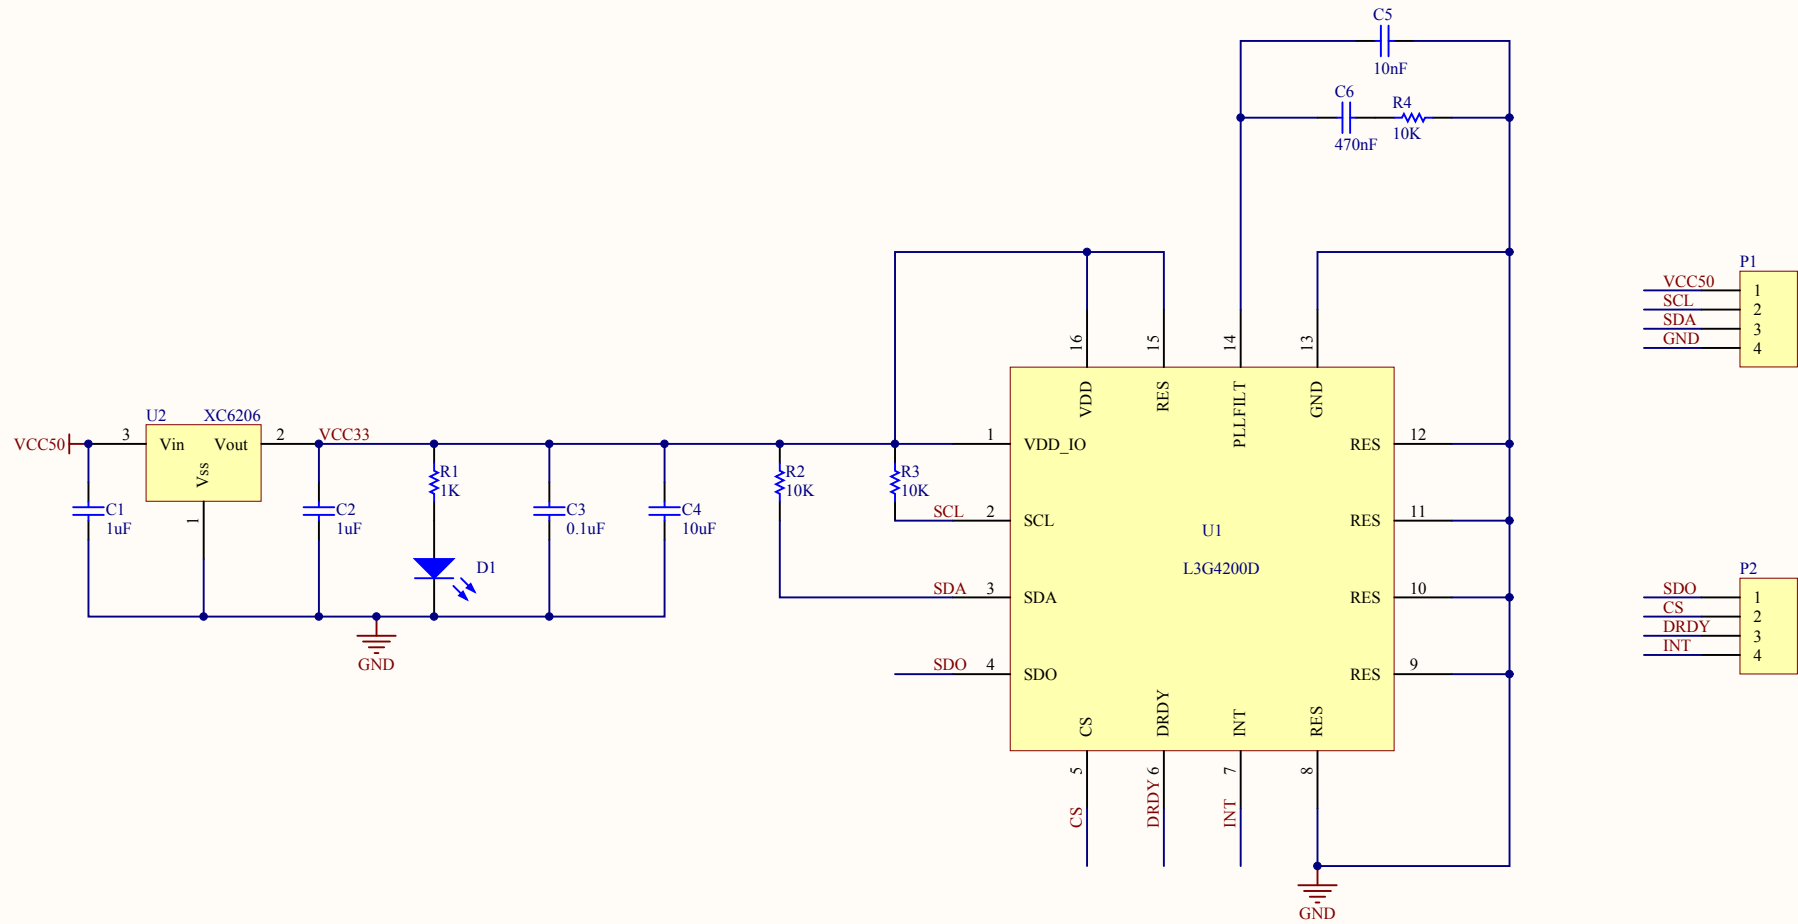 C5
10nF
C6
R4
470nF
10K
P1
VCC50
1
SCL
2
SDA
3
GND
4
16
15
14
13
VDD
RES
PLLFILT
GND
U2
XC6206
VCC50
3
Vin
Vout
2
VCC33
Vss
1
C1
1uF
C2
1uF
R1
1K
D1
C3
0.1uF
C4
10uF
R2
10K
R3
10K
GND
1
VDD_IO
SCL
2
SCL
SDA
3
SDA
SDO
4
SDO
U1
L3G4200D
RES
12
RES
11
RES
10
RES
9
CS
DRDY
INT
RES
5
6
7
8
CS
DRDY
INT
GND
P2
SDO
1
CS
2
DRDY
3
INT
4